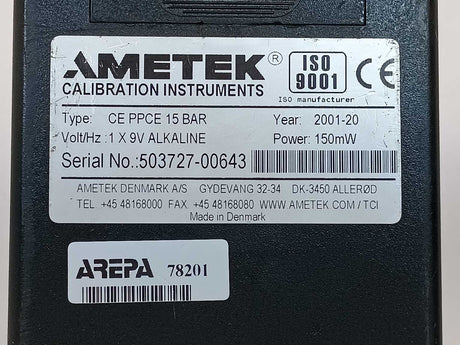 AMETEK ® ISO 9001 CE
CALIBRATION INSTRUMENTS
ISO manufacturer
Type: CE PPCE 15 BAR Year: 2001-20
Volt/Hz :1 X 9V ALKALINE Power: 150mW
Serial No.:503727-00643
AMETEK DENMARK A/S GYDEVANG 32-34 DK-3450 ALLERØD
TEL +45 48168000 FAX +45 48168080 WWW.AMETEK.COM/TCI
Made in Denmark
AREPA 78201